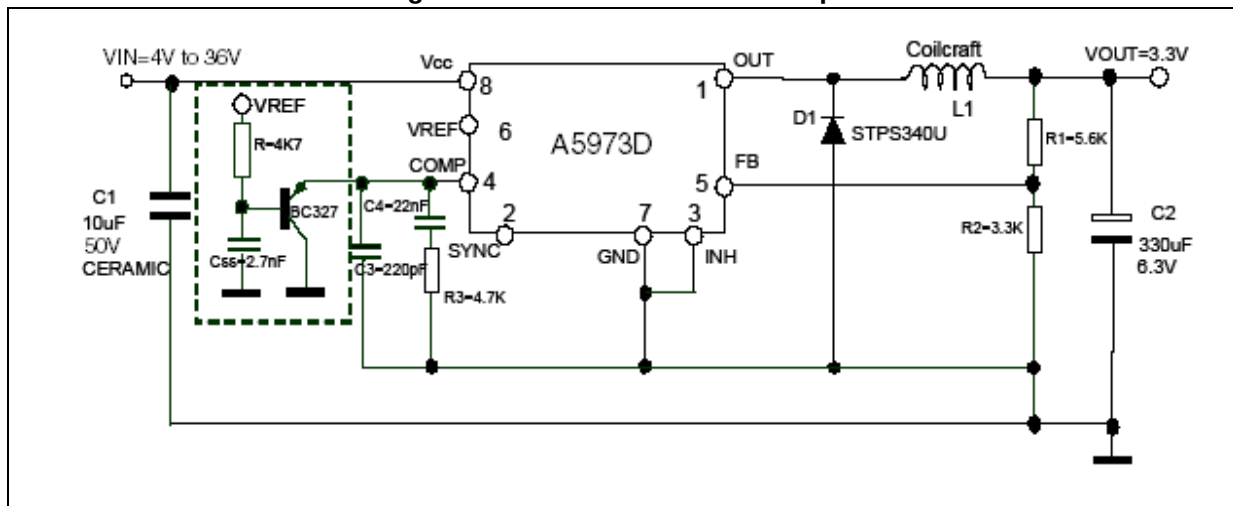 VIN=4V to 36V
VREF
R=4K7
BC327
Css=2.7nF
C1
10uF
50V
CERAMIC
Vcc
8
VREF
6
COMP
4
C4=22nF
C3=220pF
R3=4.7K
SYNC
2
A5973D
7
GND
3
INH
OUT
1
FB
5
D1
STPS340U
Coilcraft
L1
VOUT=3.3V
R1=5.6K
R2=3.3K
C2
330uF
6.3V